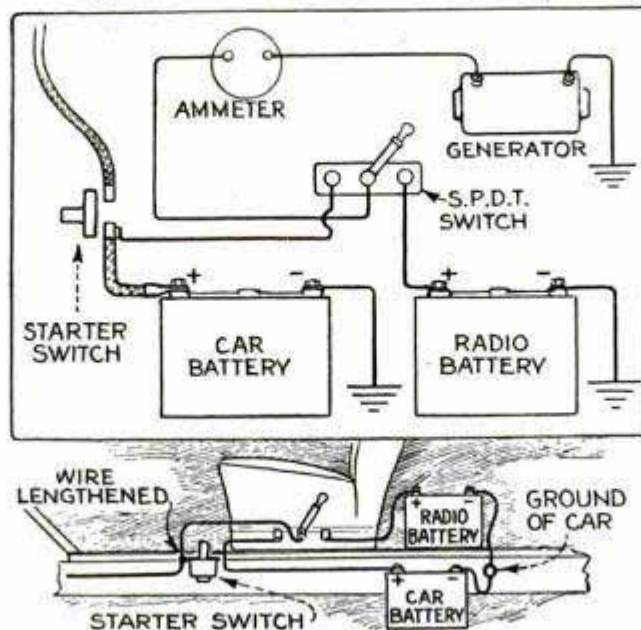 AMMETER
GENERATOR
S.P.D.T.
SWITCH
+ -
+ -
STARTER
SWITCH
CAR
BATTERY
RADIO
BATTERY
WIRE
LENGTHENED
+ -
RADIO
BATTERY
GROUND
OF CAR
+ -
CAR
BATTERY
STARTER SWITCH